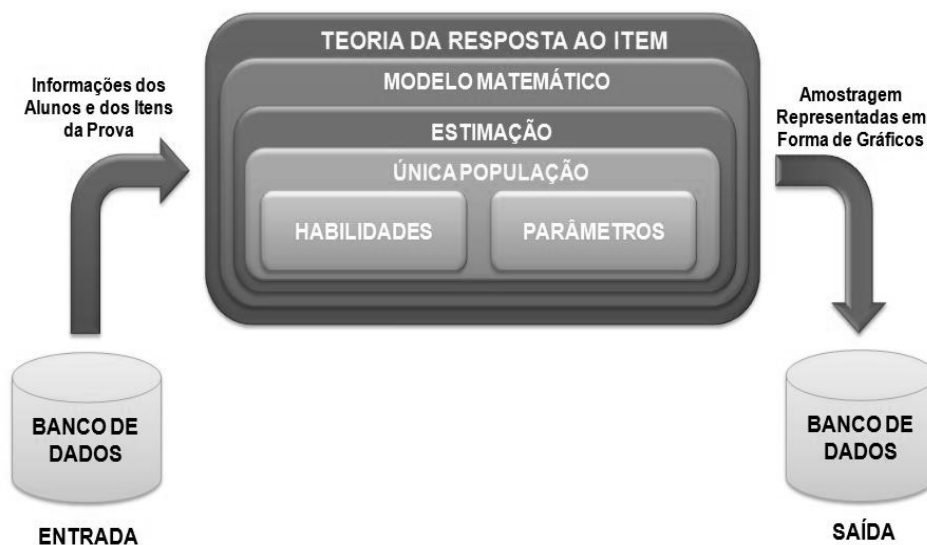 TEORIA DA RESPOSTA AO ITEM
MODELO MATEMÁTICO
ESTIMAÇÃO
ÚNICA POPULAÇÃO
HABILIDADES
PARÂMETROS
Informações dos
Alunos e dos Itens
da Prova
Amostragem
Representadas em
Forma de Gráficos
BANCO DE
DADOS
ENTRADA
BANCO DE
DADOS
SAÍDA